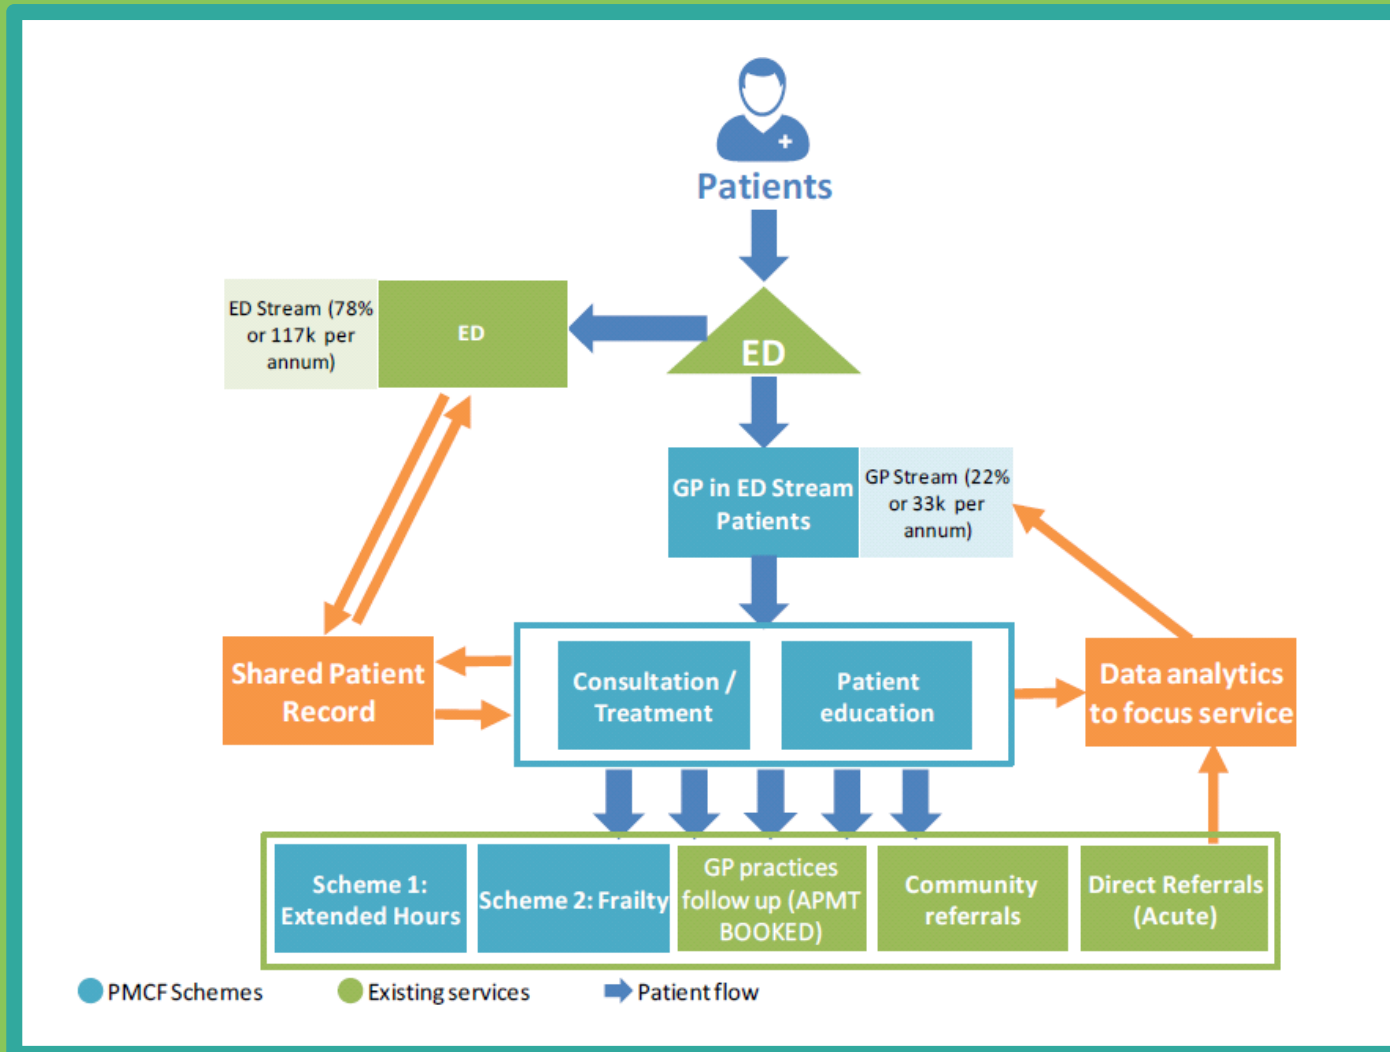 Patients
ED Stream (78%
or 117k per
annum)
ED
ED
GP in ED Stream
Patients
GP Stream (22%
or 33k per
annum)
Shared Patient
Record
Consultation /
Treatment
Patient
education
Data analytics
to focus service
Scheme 1:
Extended Hours
Scheme 2: Frailty
GP practices
follow up (APMT
BOOKED)
Community
referrals
Direct Referrals
(Acute)
PMCF Schemes
Existing services
Patient flow